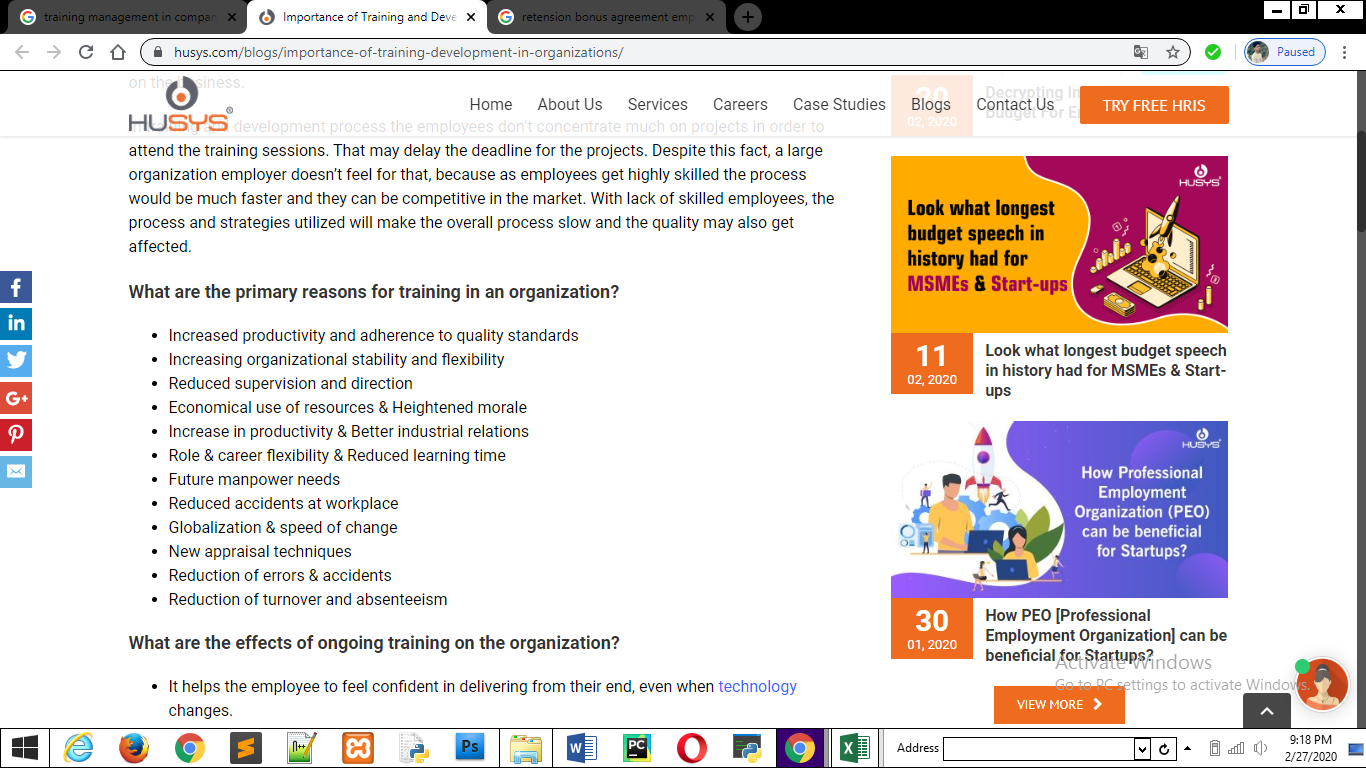 training management in compan
Importance of Training and Deve
retension bonus agreement emp
husys.com/blogs/importance-of-training-development-in-organizations/
Paused
on the business.
HUSYS®
Home About Us Services Careers Case Studies Blogs Contact Us TRY FREE HRIS
and development process the employees don't concentrate much on projects in order to
attend the training sessions. That may delay the deadline for the projects. Despite this fact, a large
organization employer doesn’t feel for that, because as employees get highly skilled the process
would be much faster and they can be competitive in the market. With lack of skilled employees, the
process and strategies utilized will make the overall process slow and the quality may also get
affected.
What are the primary reasons for training in an organization?
• Increased productivity and adherence to quality standards
• Increasing organizational stability and flexibility
• Reduced supervision and direction
• Economical use of resources & Heightened morale
• Increase in productivity & Better industrial relations
• Role & career flexibility & Reduced learning time
• Future manpower needs
• Reduced accidents at workplace
• Globalization & speed of change
• New appraisal techniques
• Reduction of errors & accidents
• Reduction of turnover and absenteeism
What are the effects of ongoing training on the organization?
• It helps the employee to feel confident in delivering from their end, even when technology
changes.
20
02, 2020
Decrypting In
Budget For E
HUSYS
Look what longest
budget speech in
history had for
MSMEs & Start-ups
11
02, 2020
Look what longest budget speech
in history had for MSMEs & Start-
ups
HUSYS
How Professional
Employment
Organization (PEO)
can be beneficial
for Startups?
30
01, 2020
How PEO [Professional
Employment Organization] can be
beneficial for Startups?
VIEW MORE
Activate Windows
Go to PC settings to activate Windows.
Address
9:18 PM
2/27/2020